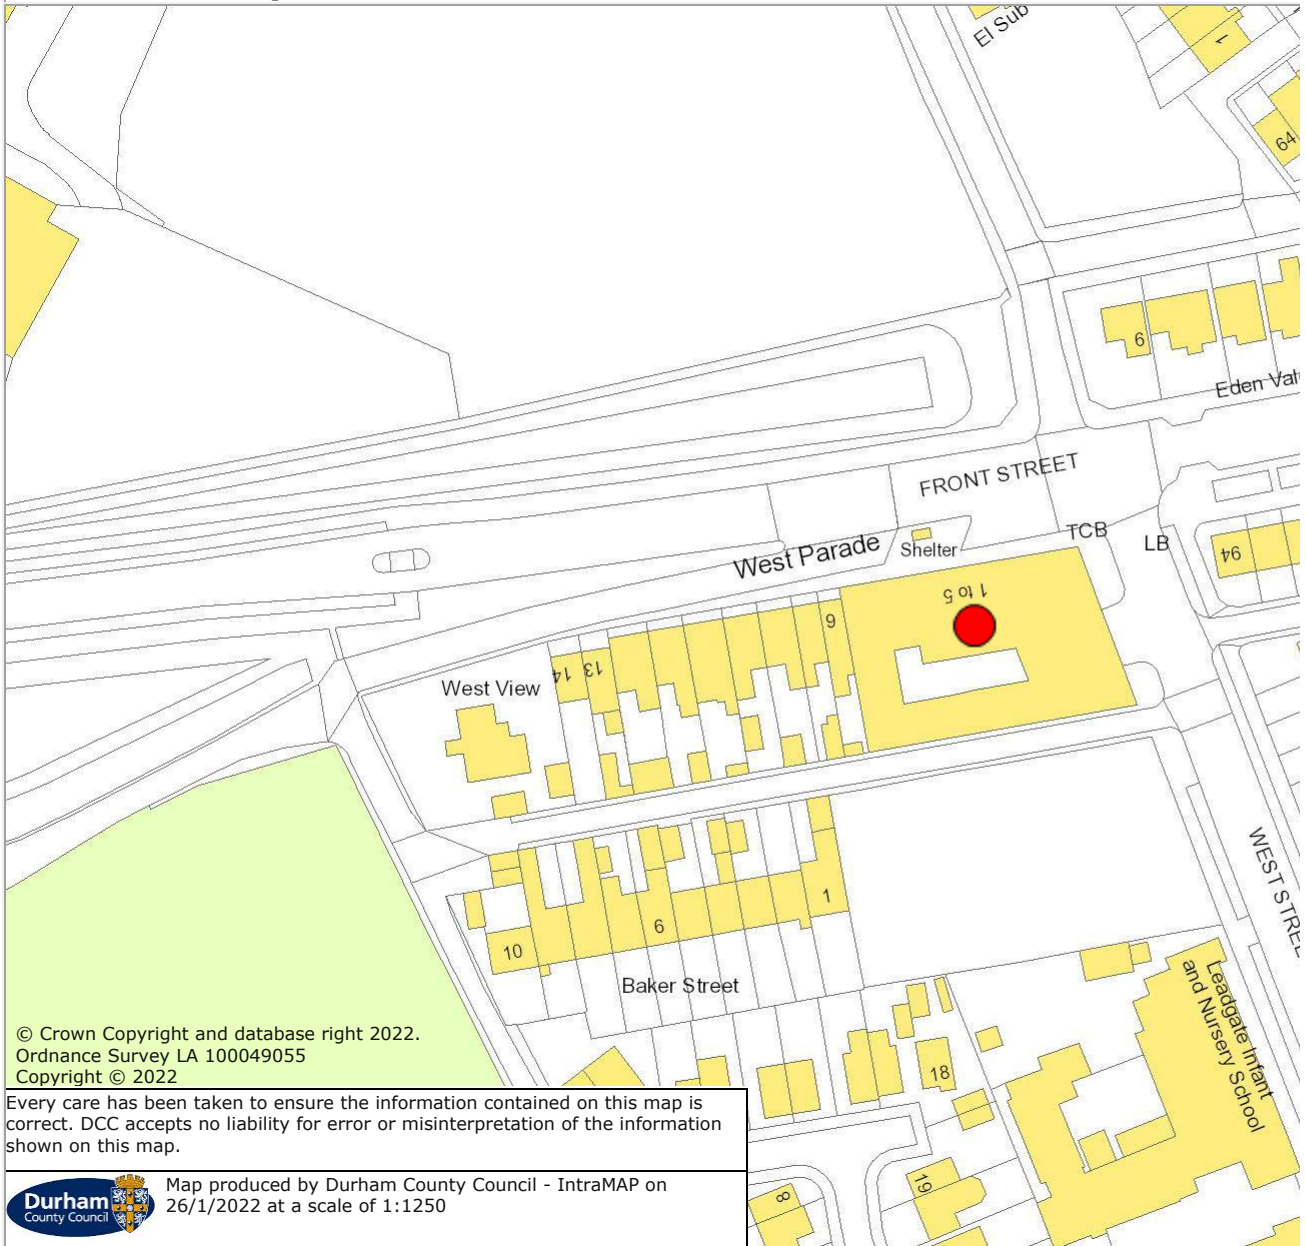 El Sub
1
64
9
Eden Val
FRONT STREET
TCB
LB
West Parade
Shelter
94
1 to 5
6
13
14
West View
WEST STREE
1
6
10
Baker Street
Leadgate Infant
and Nursery School
18
19
8
© Crown Copyright and database right 2022.
Ordnance Survey LA 100049055
Copyright © 2022
Every care has been taken to ensure the information contained on this map is
correct. DCC accepts no liability for error or misinterpretation of the information
shown on this map.
Durham
County Council
Map produced by Durham County Council - IntraMAP on
26/1/2022 at a scale of 1:1250